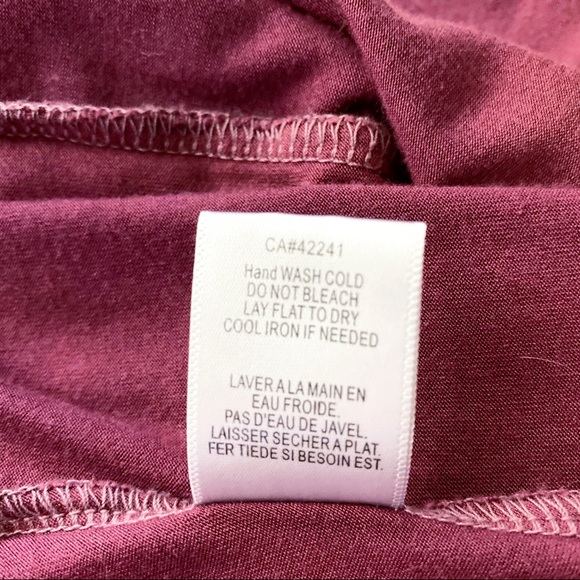 CA#42241
Hand WASH COLD
DO NOT BLEACH
LAY FLAT TO DRY
COOL IRON IF NEEDED
LAVER A LA MAIN EN
EAU FROIDE.
PAS D'EAU DE JAVEL.
LAISSER SECHER A PLAT.
FER TIEDE SI BESOIN EST.